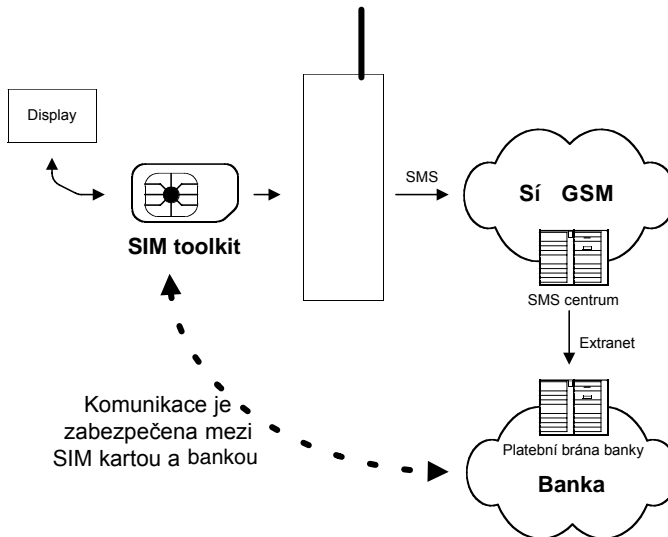 Display
SMS
Sí GSM
SIM toolkit
SMS centrum
Extranet
Komunikace je
zabezpečena mezi
SIM kartou a bankou
Platební brána banky
Banka